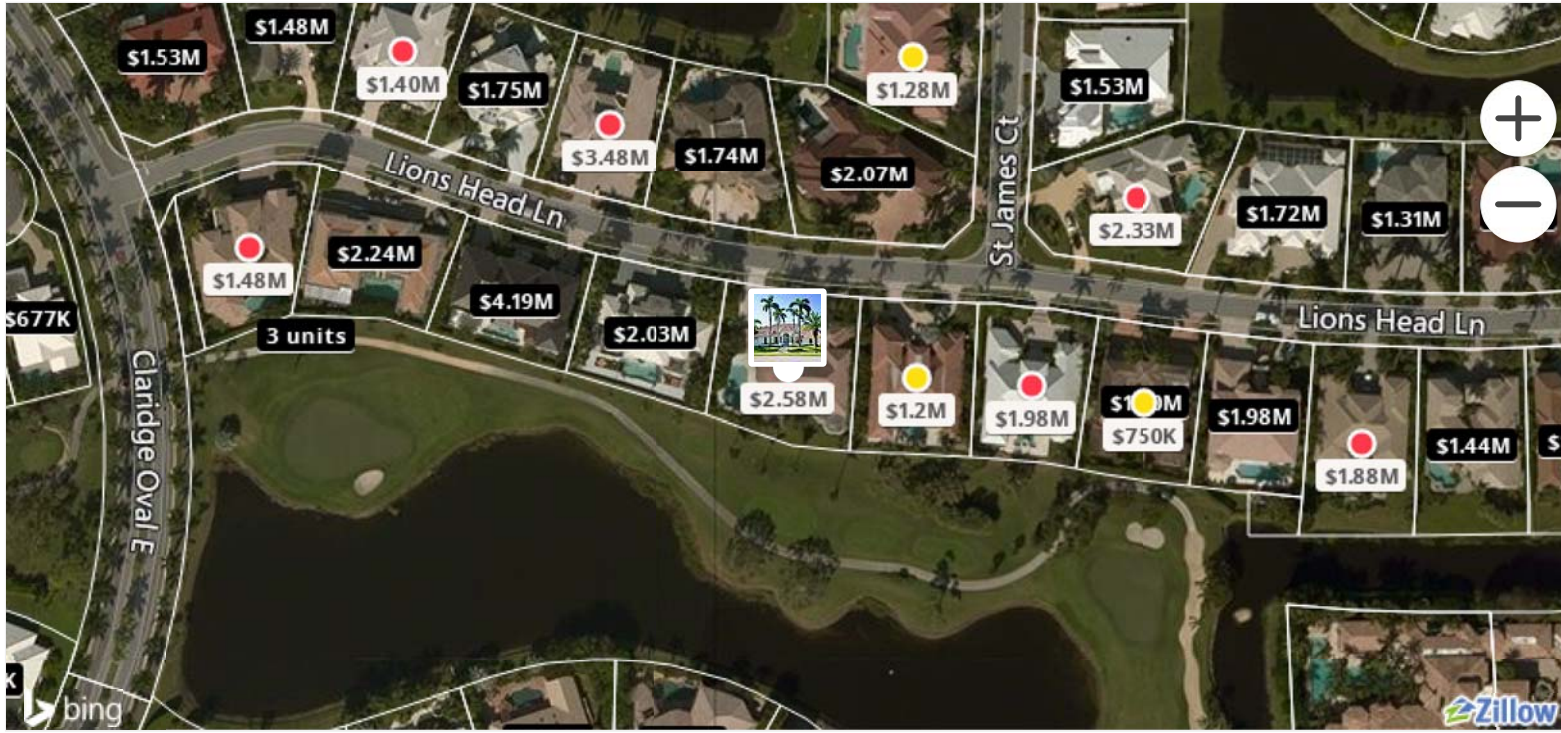 $1.48M
$1.53M
$1.40M
$1.75M
$1.28M
$1.53M
$3.48M
$1.74M
$2.07M
Lions Head Ln
St James Ct
$2.33M
$1.72M
$1.31M
$1.48M
$2.24M
$4.19M
$677K
3 units
$2.03M
Lions Head Ln
$2.58M
$1.2M
$1.98M
$750K
$1.98M
$1.88M
$1.44M
$
Claridge Oval E
K
bing
Zillow